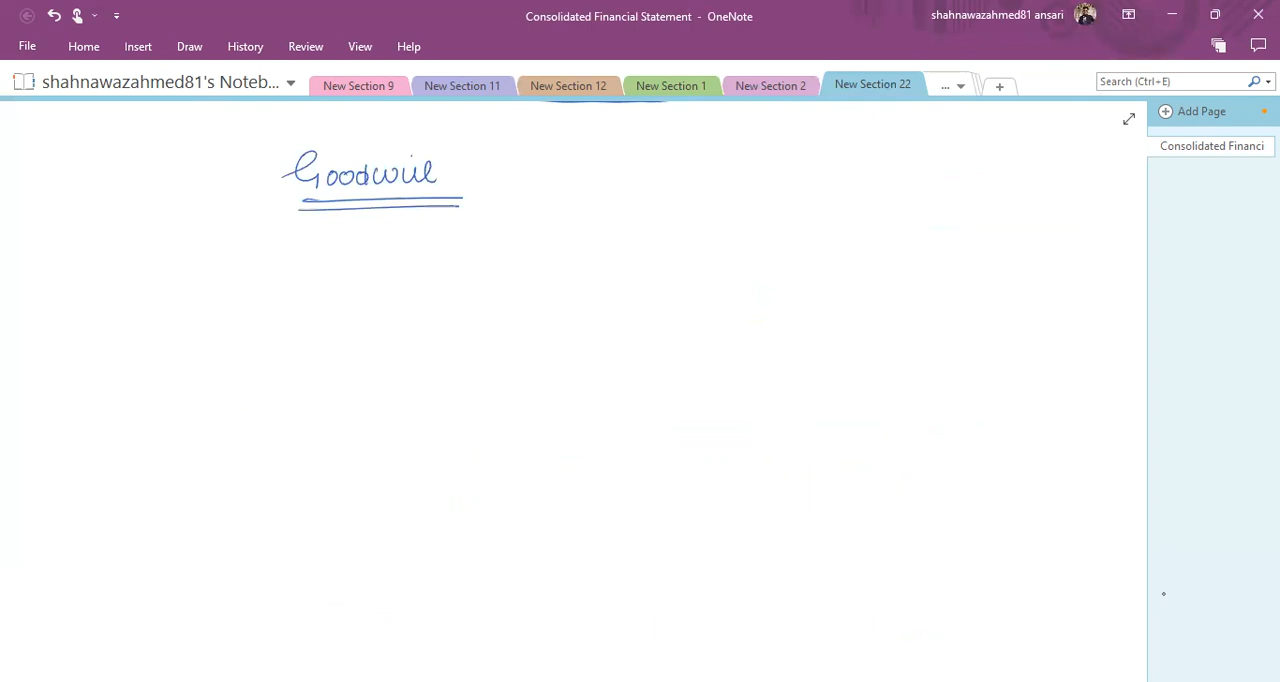 Consolidated Financial Statement - OneNote
shahnawazahmed81 ansari
File Home Insert Draw History Review View Help
shahnawazahmed81's Noteb... New Section 9 New Section 11 New Section 12 New Section 1 New Section 2 New Section 22 ... + Search (Ctrl+E)
Add Page
Consolidated Financi
Goodwill